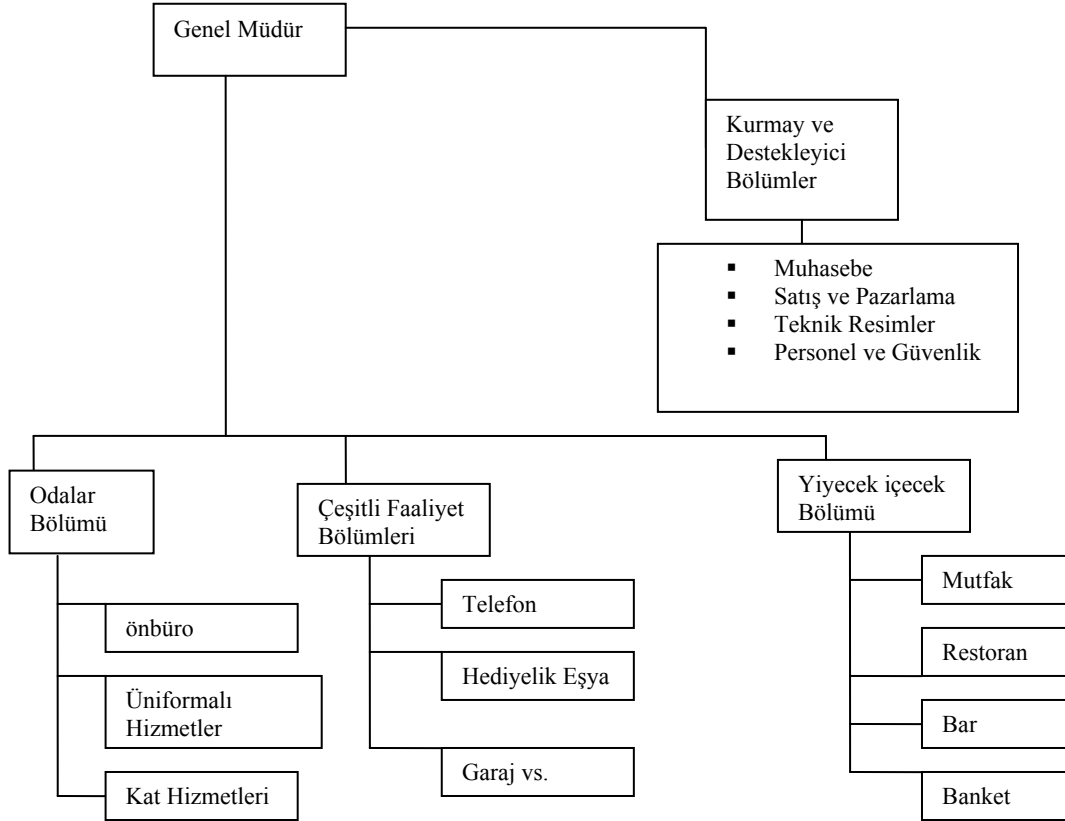 Genel Müdür
Kurmay ve
Destekleyici
Bölümler
▪ Muhasebe
▪ Satış ve Pazarlama
▪ Teknik Resimler
▪ Personel ve Güvenlik
Odalar
Bölümü
önbüro
Üniformalı
Hizmetler
Kat Hizmetleri
Çeşitli Faaliyet
Bölümleri
Telefon
Hediyelik Eşya
Garaj vs.
Yiyecek içecek
Bölümü
Mutfak
Restoran
Bar
Banket